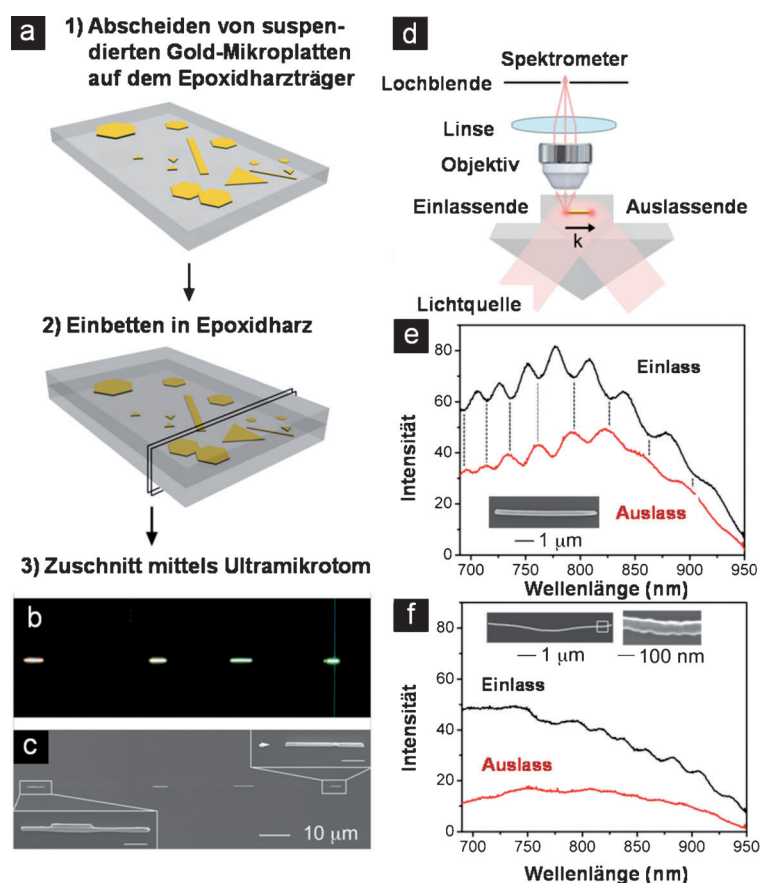 a
1) Abscheiden von suspen-
dierten Gold-Mikroplatten
auf dem Epoxidharzträger
2) Einbetten in Epoxidharz
3) Zuschnitt mittels Ultramikrotom
b
c
10 µm
d
Spektrometer
Lochblende
Linse
Objektiv
Einlassende
Auslassende
k
Lichtquelle
e
80
60
40
20
0
Intensität
Einlass
Auslass
1 µm
700 750 800 850 900 950
Wellenlänge (nm)
f
100
80
60
40
20
0
Intensität
1 µm
100 nm
Einlass
Auslass
700 750 800 850 900 950
Wellenlänge (nm)